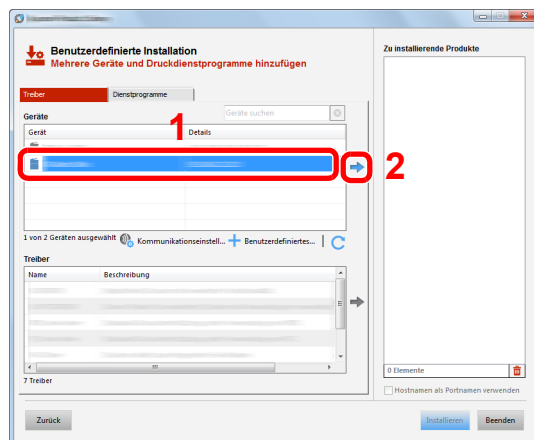 Benutzerdefinierte Installation
Mehrere Geräte und Druckdienstprogramme hinzufügen
Zu installierende Produkte
Treiber
Dienstprogramme
Geräte
Geräte suchen
Gerät
Details
1
2
1 von 2 Geräten ausgewählt
Kommunikationseinstell...
Benutzerdefiniertes...
Treiber
Name
Beschreibung
7 Treiber
0 Elemente
Hostnamen als Portnamen verwenden
Zurück
Installieren
Beenden